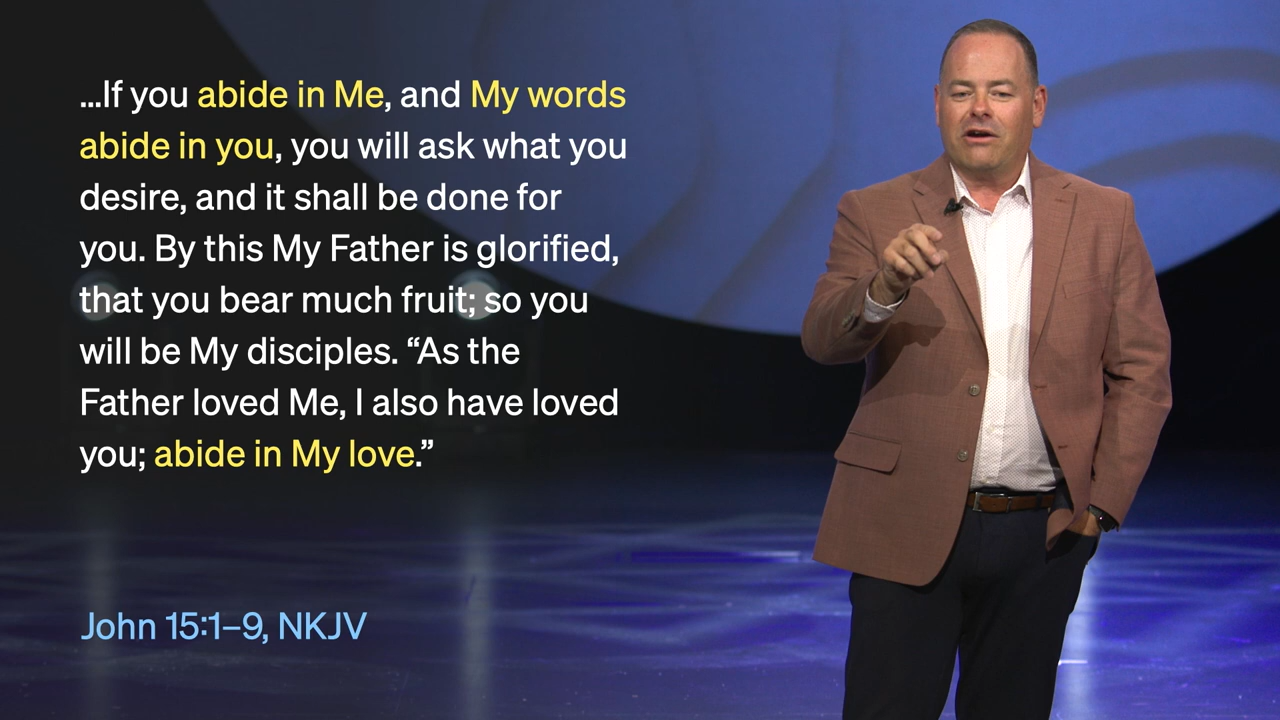 …If you abide in Me, and My words
abide in you, you will ask what you
desire, and it shall be done for
you. By this My Father is glorified,
that you bear much fruit; so you
will be My disciples. “As the
Father loved Me, I also have loved
you; abide in My love.”
John 15:1–9, NKJV